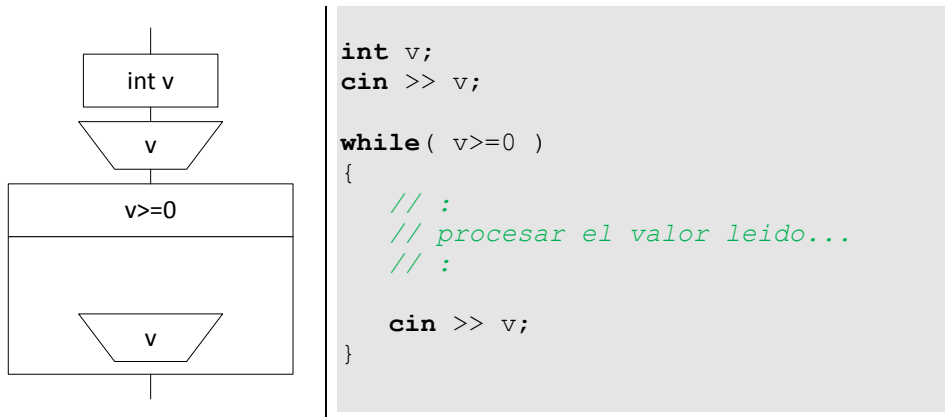 int v
v
v>=0
v
int v;
cin >> v;
while( v>=0 )
{
// :
// procesar el valor leido...
// :
cin >> v;
}